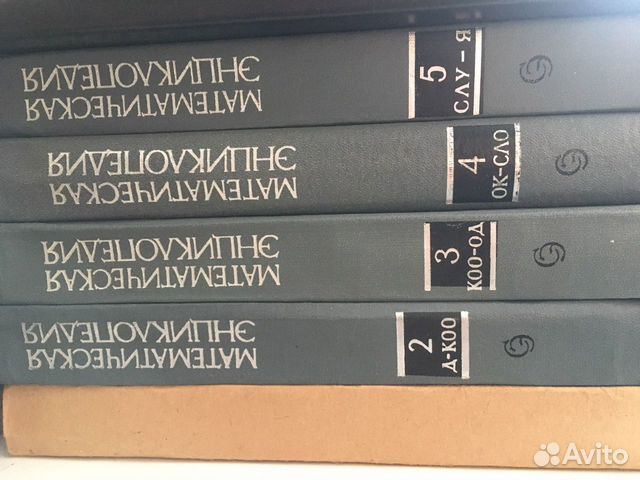 МАТЕМАТИЧЕСКАЯ
ЭНЦИКЛОПЕДИЯ
5
СЛУ - Я
МАТЕМАТИЧЕСКАЯ
ЭНЦИКЛОПЕДИЯ
4
ОК-СЛО
МАТЕМАТИЧЕСКАЯ
ЭНЦИКЛОПЕДИЯ
3
КОО-ОД
МАТЕМАТИЧЕСКАЯ
ЭНЦИКЛОПЕДИЯ
2
Д-КОО
Avito